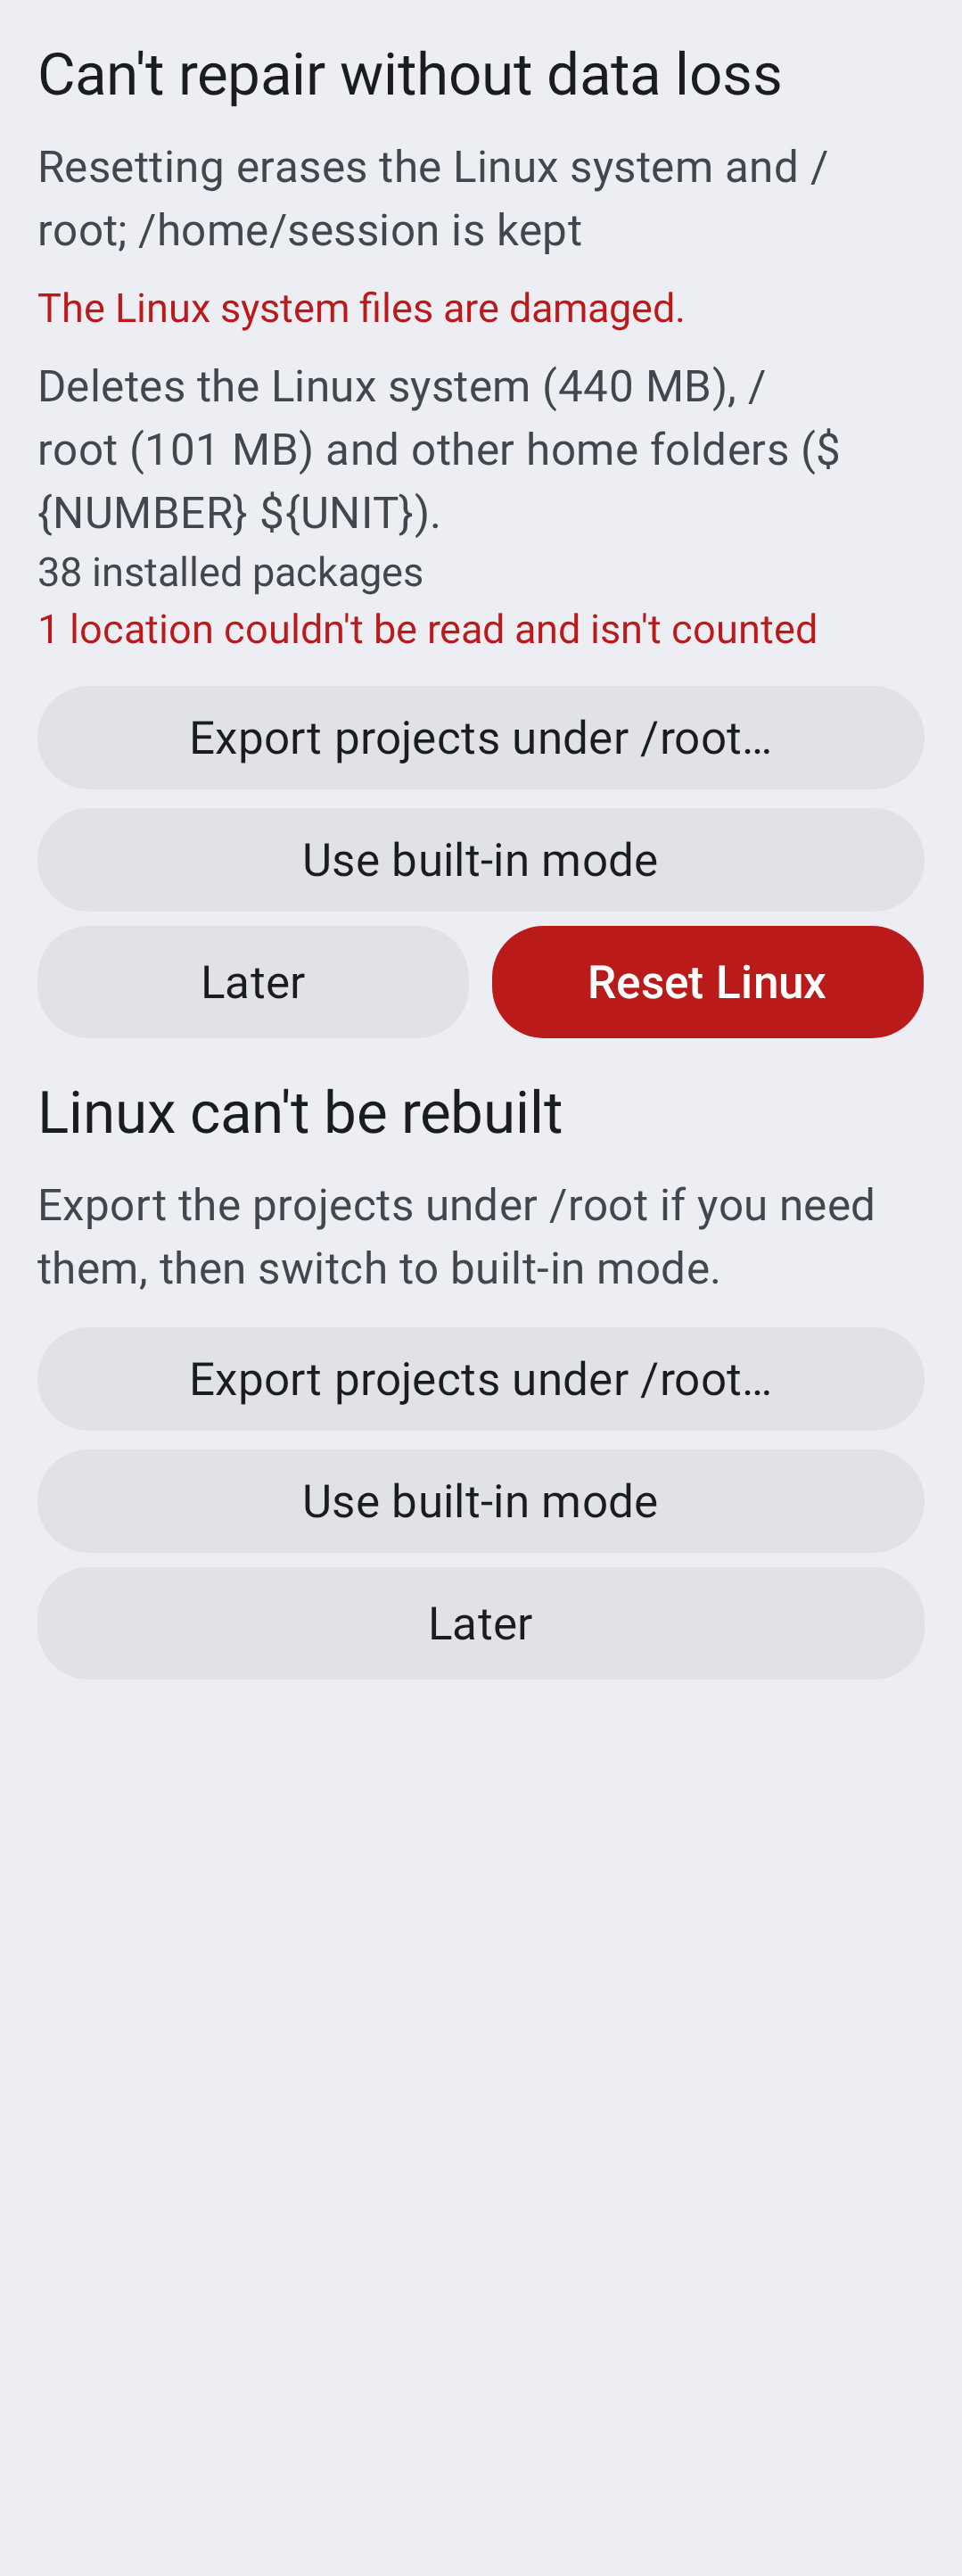 Can't repair without data loss
Resetting erases the Linux system and /
root; /home/session is kept
The Linux system files are damaged.
Deletes the Linux system (440 MB), /
root (101 MB) and other home folders ($
{NUMBER} ${UNIT}).
38 installed packages
1 location couldn't be read and isn't counted
Export projects under /root…
Use built-in mode
Later
Reset Linux
Linux can't be rebuilt
Export the projects under /root if you need
them, then switch to built-in mode.
Export projects under /root…
Use built-in mode
Later